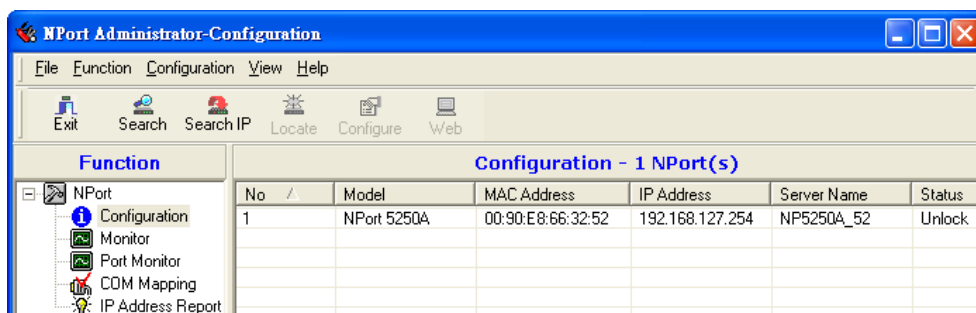 NPort Administrator-Configuration
File Function Configuration View Help
Exit Search Search IP Locate Configure Web
Function
Configuration - 1 NPort(s)
NPort
Configuration
Monitor
Port Monitor
COM Mapping
IP Address Report
No Model MAC Address IP Address Server Name Status
1 NPort 5250A 00:90:E8:66:32:52 192.168.127.254 NP5250A_52 Unlock